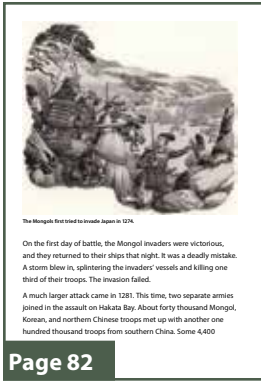 The Mongols first tried to invade Japan in 1274.
On the first day of battle, the Mongol invaders were victorious,
and they returned to their ships that night. It was a deadly mistake.
A storm blew in, splintering the invaders’ vessels and killing one
third of their troops. The invasion failed.
A much larger attack came in 1281. This time, two separate armies
joined in the assault on Hakata Bay. About forty thousand Mongol,
Korean, and northern Chinese troops met up with another one
hundred thousand troops from southern China. Some 4,400
Page 82